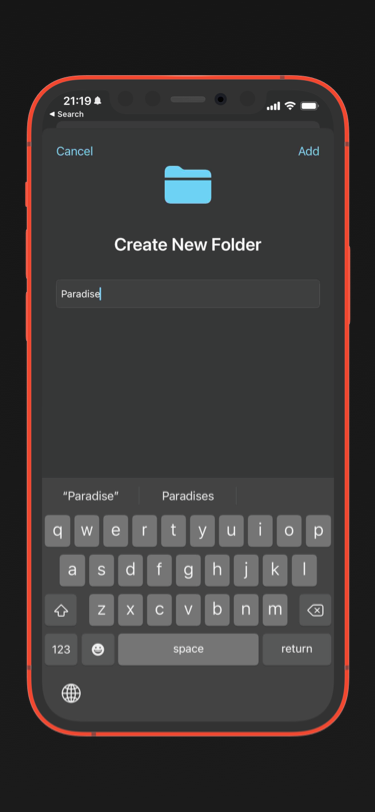 21:19
◀ Search
Cancel
Add
Create New Folder
Paradise
“Paradise”
Paradises
q w e r t y u i o p
a s d f g h j k l
z x c v b n m
123
space
return